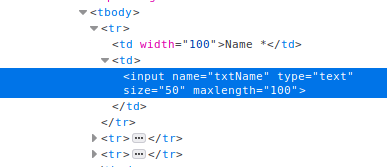 <tbody>
<tr>
<td width="100">Name *</td>
<td>
<input name="txtName" type="text"
size="50" maxlength="100">
</td>
</tr>
<tr> ••• </tr>
<tr> ••• </tr>